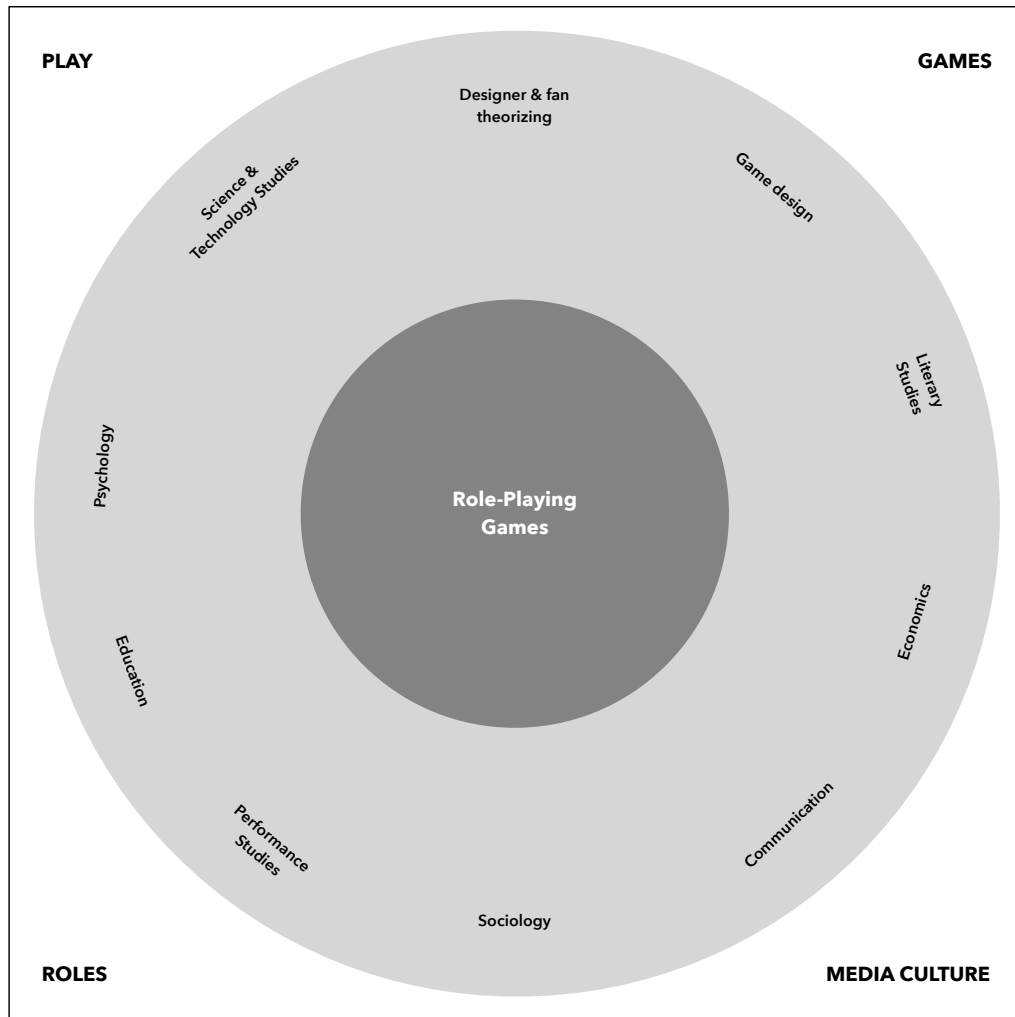 PLAY
GAMES
Designer & fan
theorizing
Science &
Technology Studies
Game design
Literary
Studies
Psychology
Role-Playing
Games
Economics
Education
Communication
Performance
Studies
Sociology
ROLES
MEDIA CULTURE